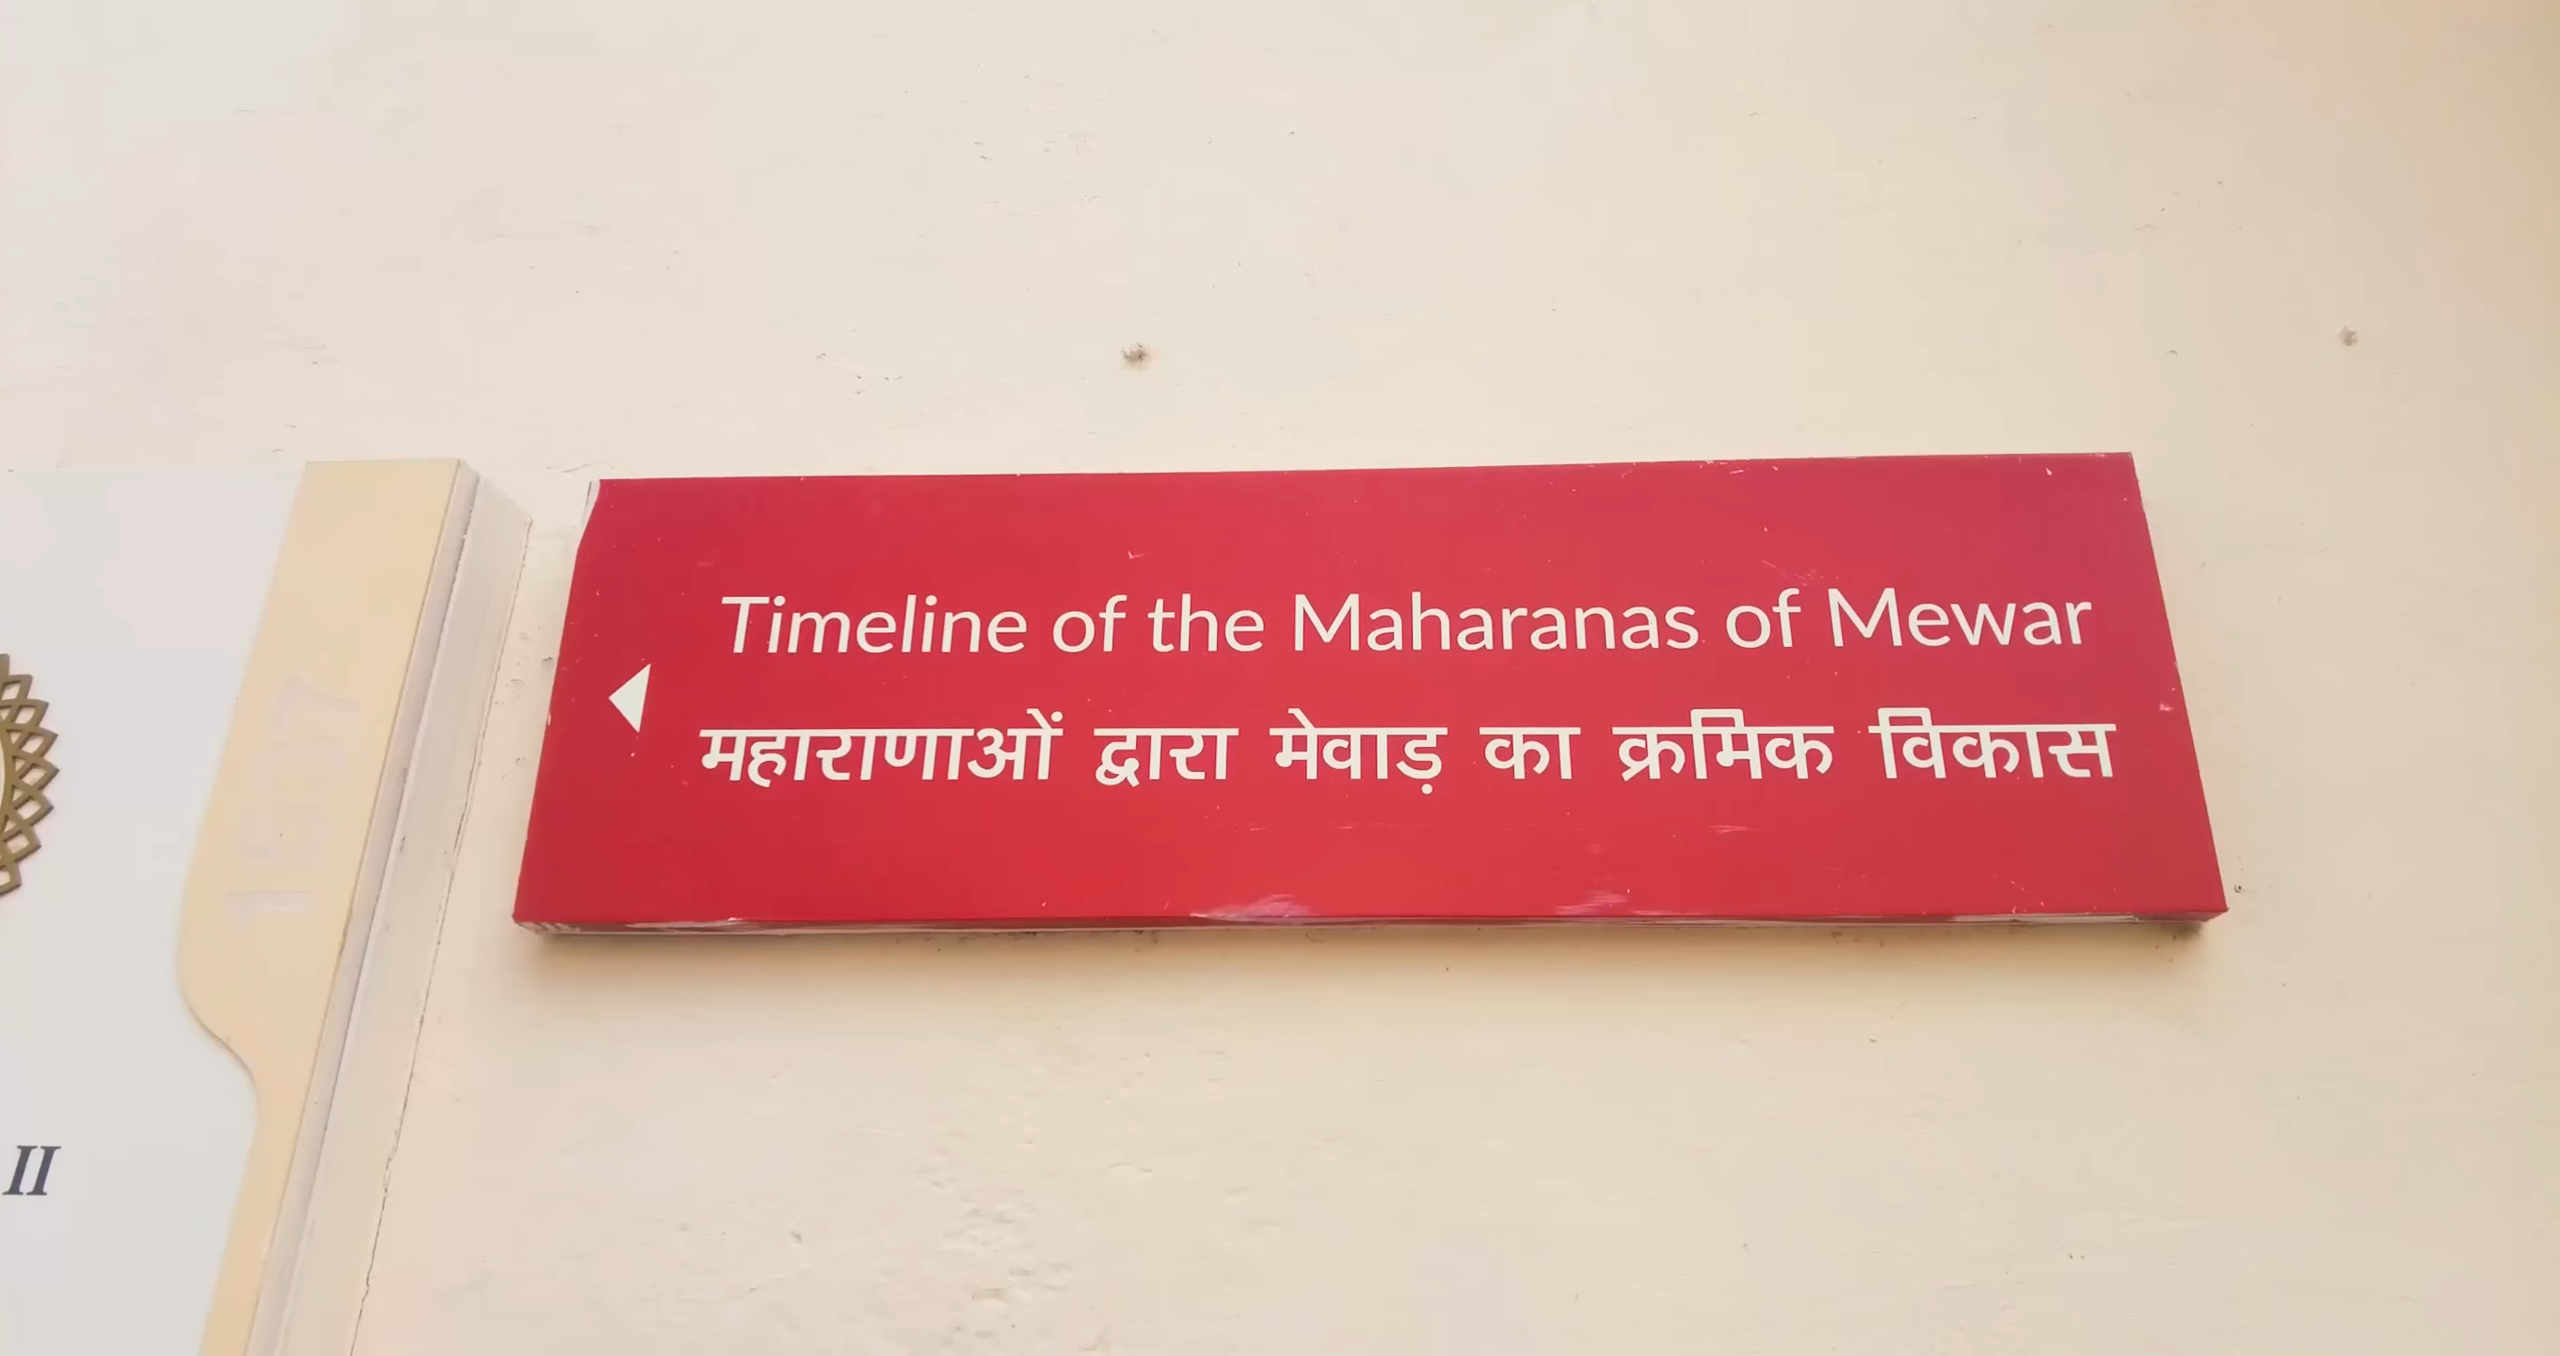 Timeline of the Maharanas of Mewar
महाराणाओं द्वारा मेवाड़ का क्रमिक विकास
II